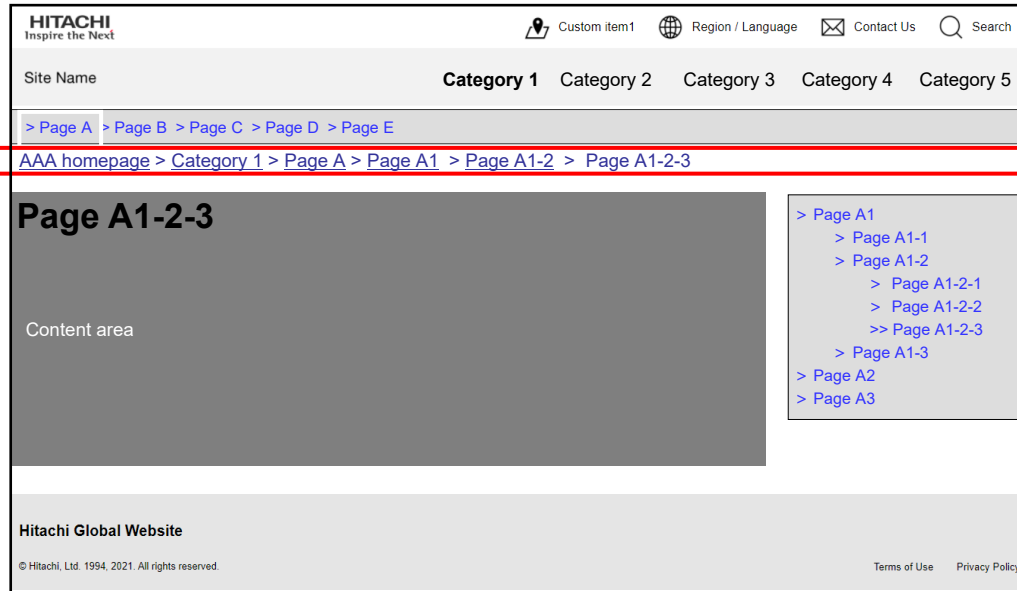 HITACHI
Inspire the Next
Custom item1 Region / Language Contact Us Search
Site Name
Category 1 Category 2 Category 3 Category 4 Category 5
> Page A > Page B > Page C > Page D > Page E
AAA homepage > Category 1 > Page A > Page A1 > Page A1-2 > Page A1-2-3
Page A1-2-3
Content area
> Page A1
> Page A1-1
> Page A1-2
> Page A1-2-1
> Page A1-2-2
>> Page A1-2-3
> Page A1-3
> Page A2
> Page A3
Hitachi Global Website
© Hitachi, Ltd. 1994, 2021. All rights reserved.
Terms of Use Privacy Policy